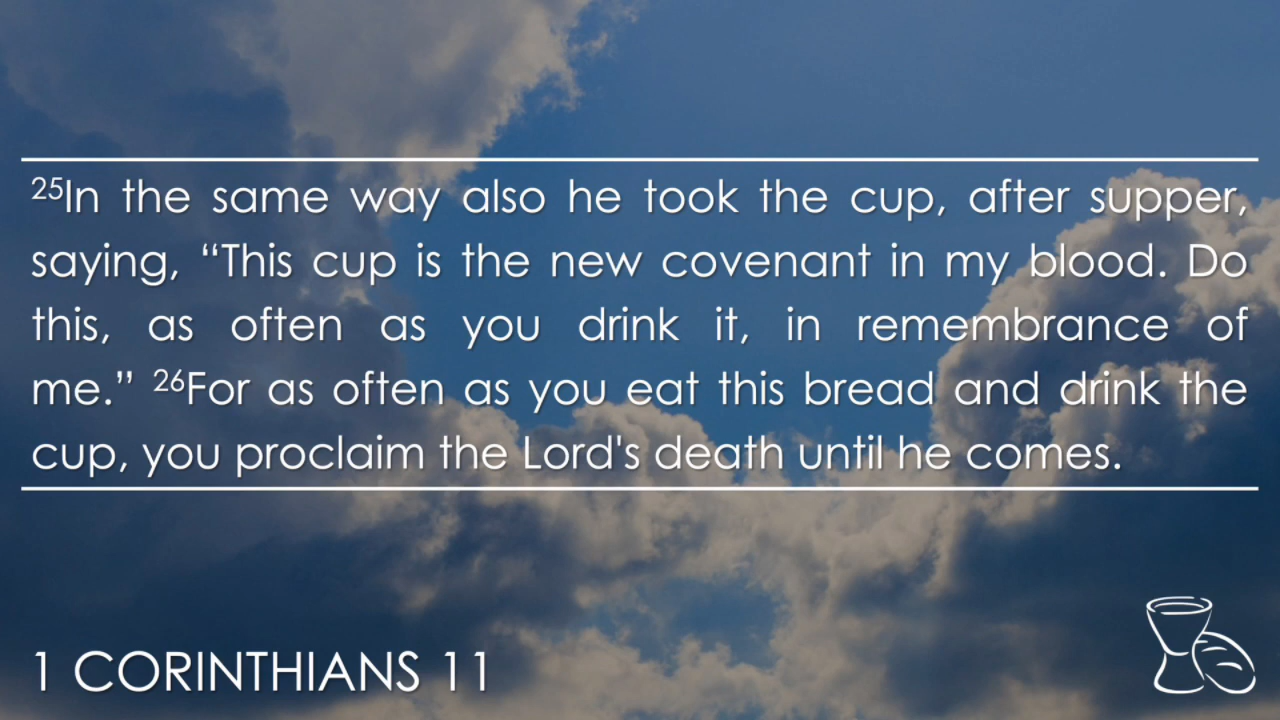 25In the same way also he took the cup, after supper,
saying, “This cup is the new covenant in my blood. Do
this, as often as you drink it, in remembrance of
me.” 26For as often as you eat this bread and drink the
cup, you proclaim the Lord's death until he comes.
1 CORINTHIANS 11